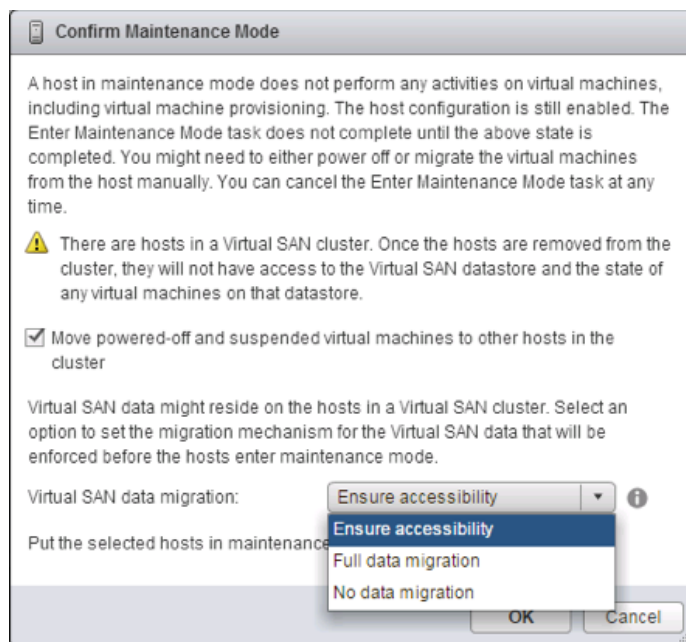 Confirm Maintenance Mode
A host in maintenance mode does not perform any activities on virtual machines,
including virtual machine provisioning. The host configuration is still enabled. The
Enter Maintenance Mode task does not complete until the above state is
completed. You might need to either power off or migrate the virtual machines
from the host manually. You can cancel the Enter Maintenance Mode task at any
time.
There are hosts in a Virtual SAN cluster. Once the hosts are removed from the
cluster, they will not have access to the Virtual SAN datastore and the state of
any virtual machines on that datastore.
Move powered-off and suspended virtual machines to other hosts in the
cluster
Virtual SAN data might reside on the hosts in a Virtual SAN cluster. Select an
option to set the migration mechanism for the Virtual SAN data that will be
enforced before the hosts enter maintenance mode.
Virtual SAN data migration: Ensure accessibility
Ensure accessibility
Put the selected hosts in maintenance
Full data migration
No data migration
OK Cancel